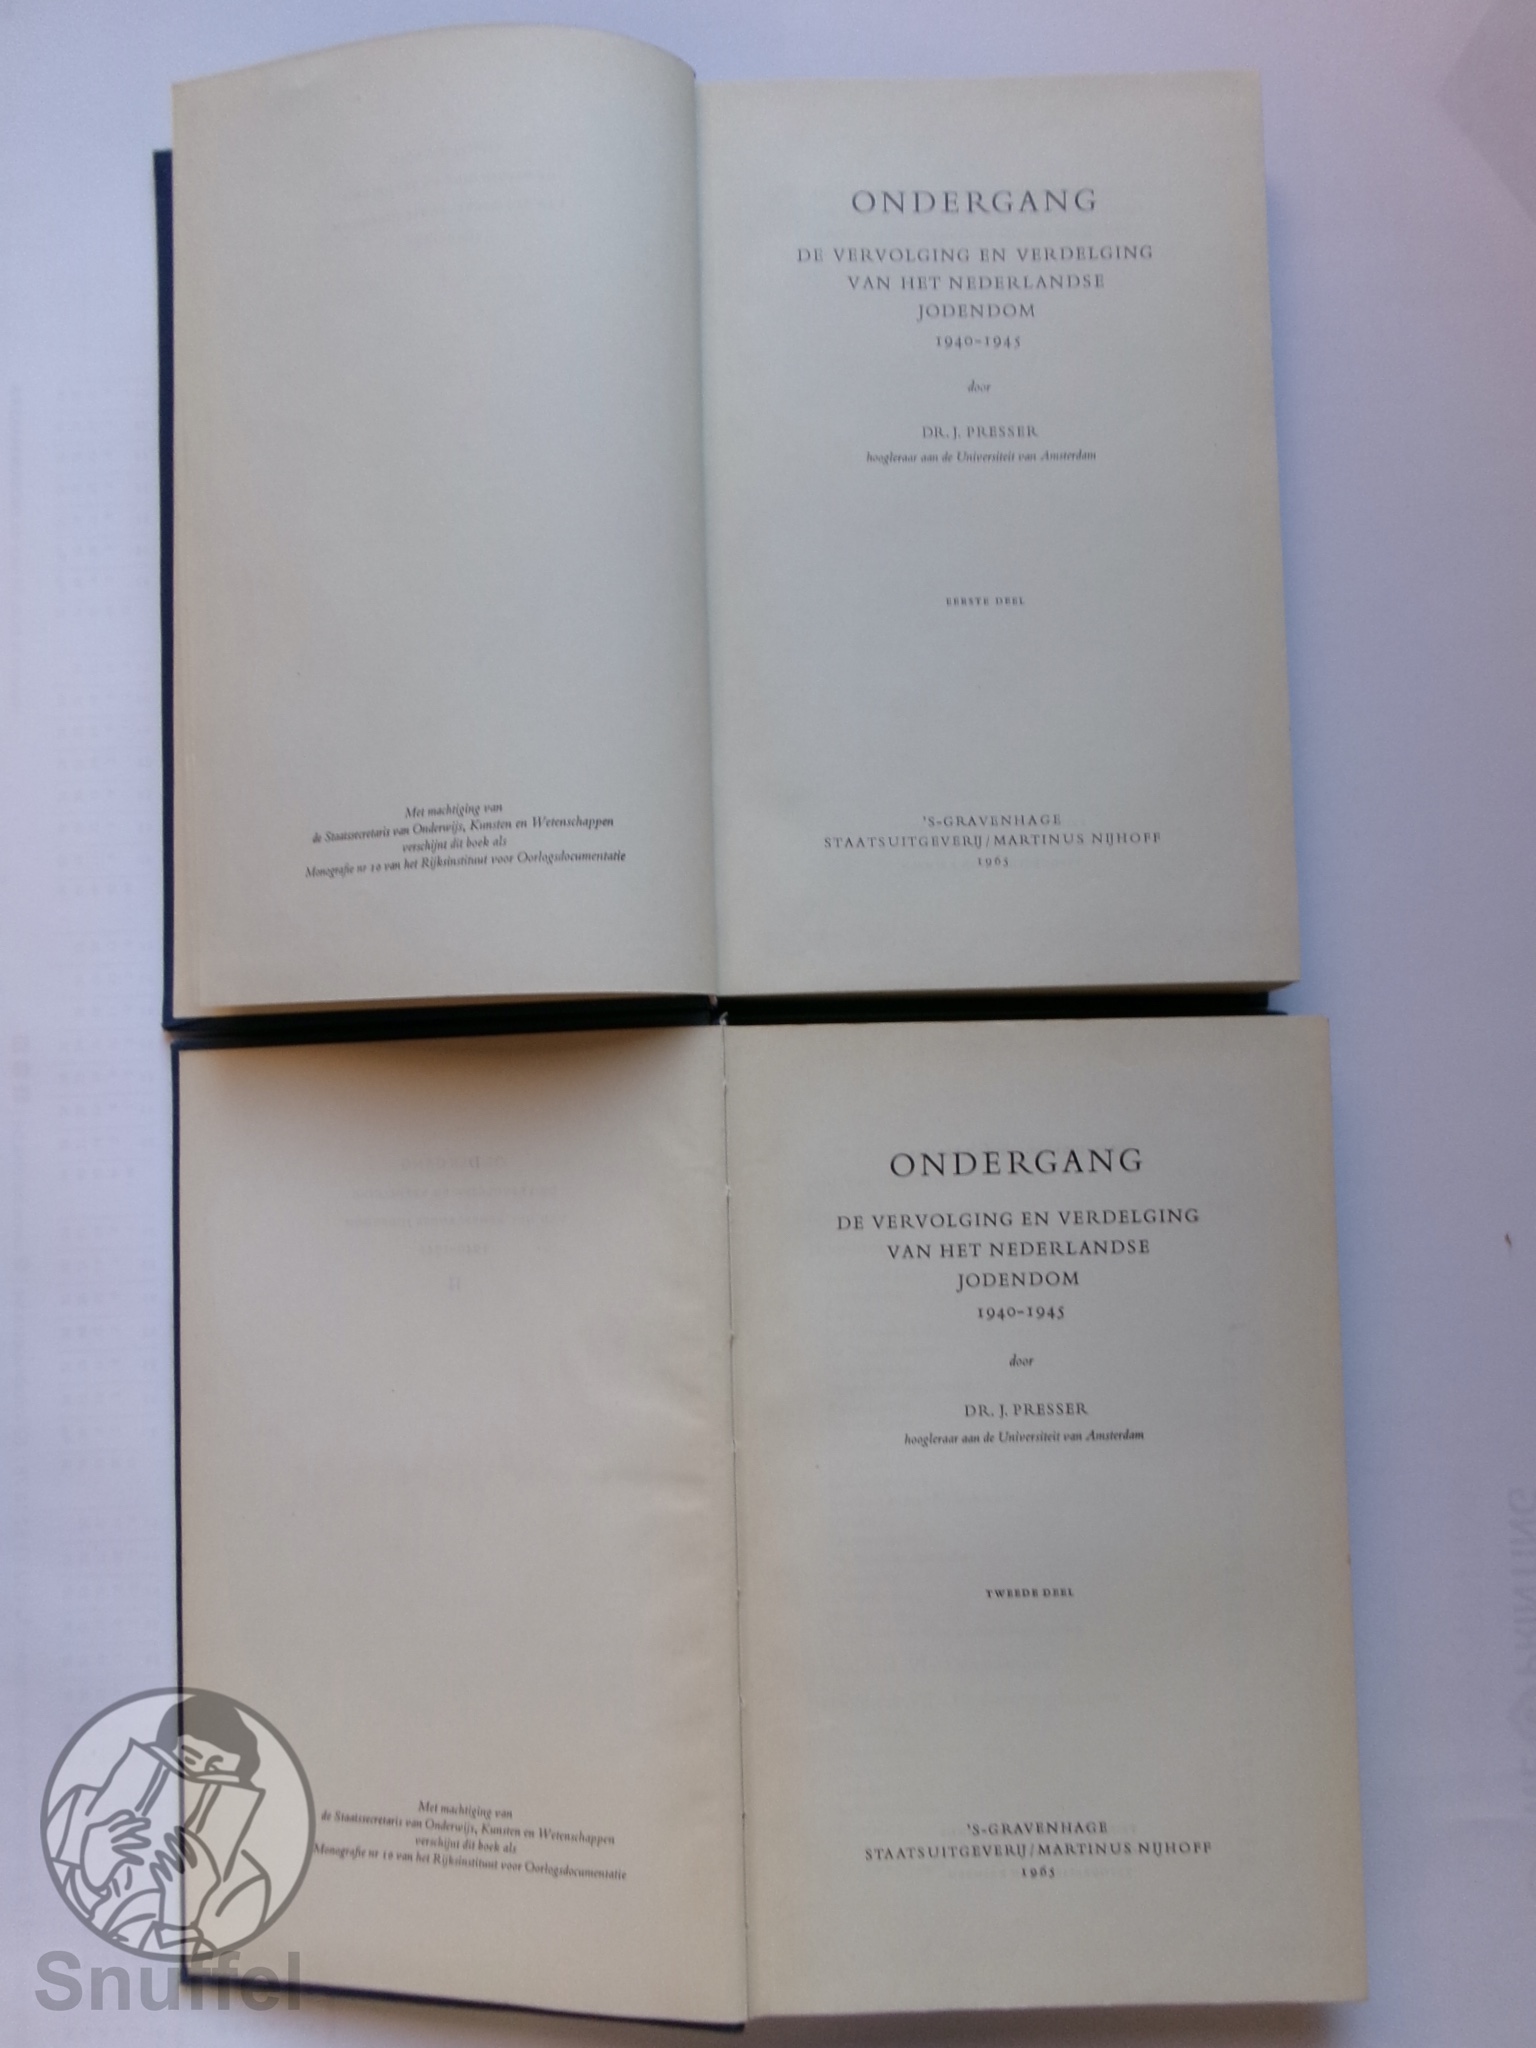 ONDERGANG
DE VERVOLGING EN VERDELGING
VAN HET NEDERLANDSE
JODENDOM
1940-1945
door
DR. J. PRESSER
hoogleraar aan de Universiteit van Amsterdam
EERSTE DEEL
'S-GRAVENHAGE
STAATSUITGEVERIJ/MARTINUS NIJHOFF
1965
Met machtiging van
de Staatssecretaris van Onderwijs, Kunsten en Wetenschappen
verschijnt dit boek als
Monografie nr 10 van het Rijksinstituut voor Oorlogsdocumentatie
ONDERGANG
DE VERVOLGING EN VERDELGING
VAN HET NEDERLANDSE
JODENDOM
1940-1945
door
DR. J. PRESSER
hoogleraar aan de Universiteit van Amsterdam
TWEEDE DEEL
'S-GRAVENHAGE
STAATSUITGEVERIJ/MARTINUS NIJHOFF
1965
Met machtiging van
de Staatssecretaris van Onderwijs, Kunsten en Wetenschappen
verschijnt dit boek als
Monografie nr 10 van het Rijksinstituut voor Oorlogsdocumentatie
Snuffel
PRINTING